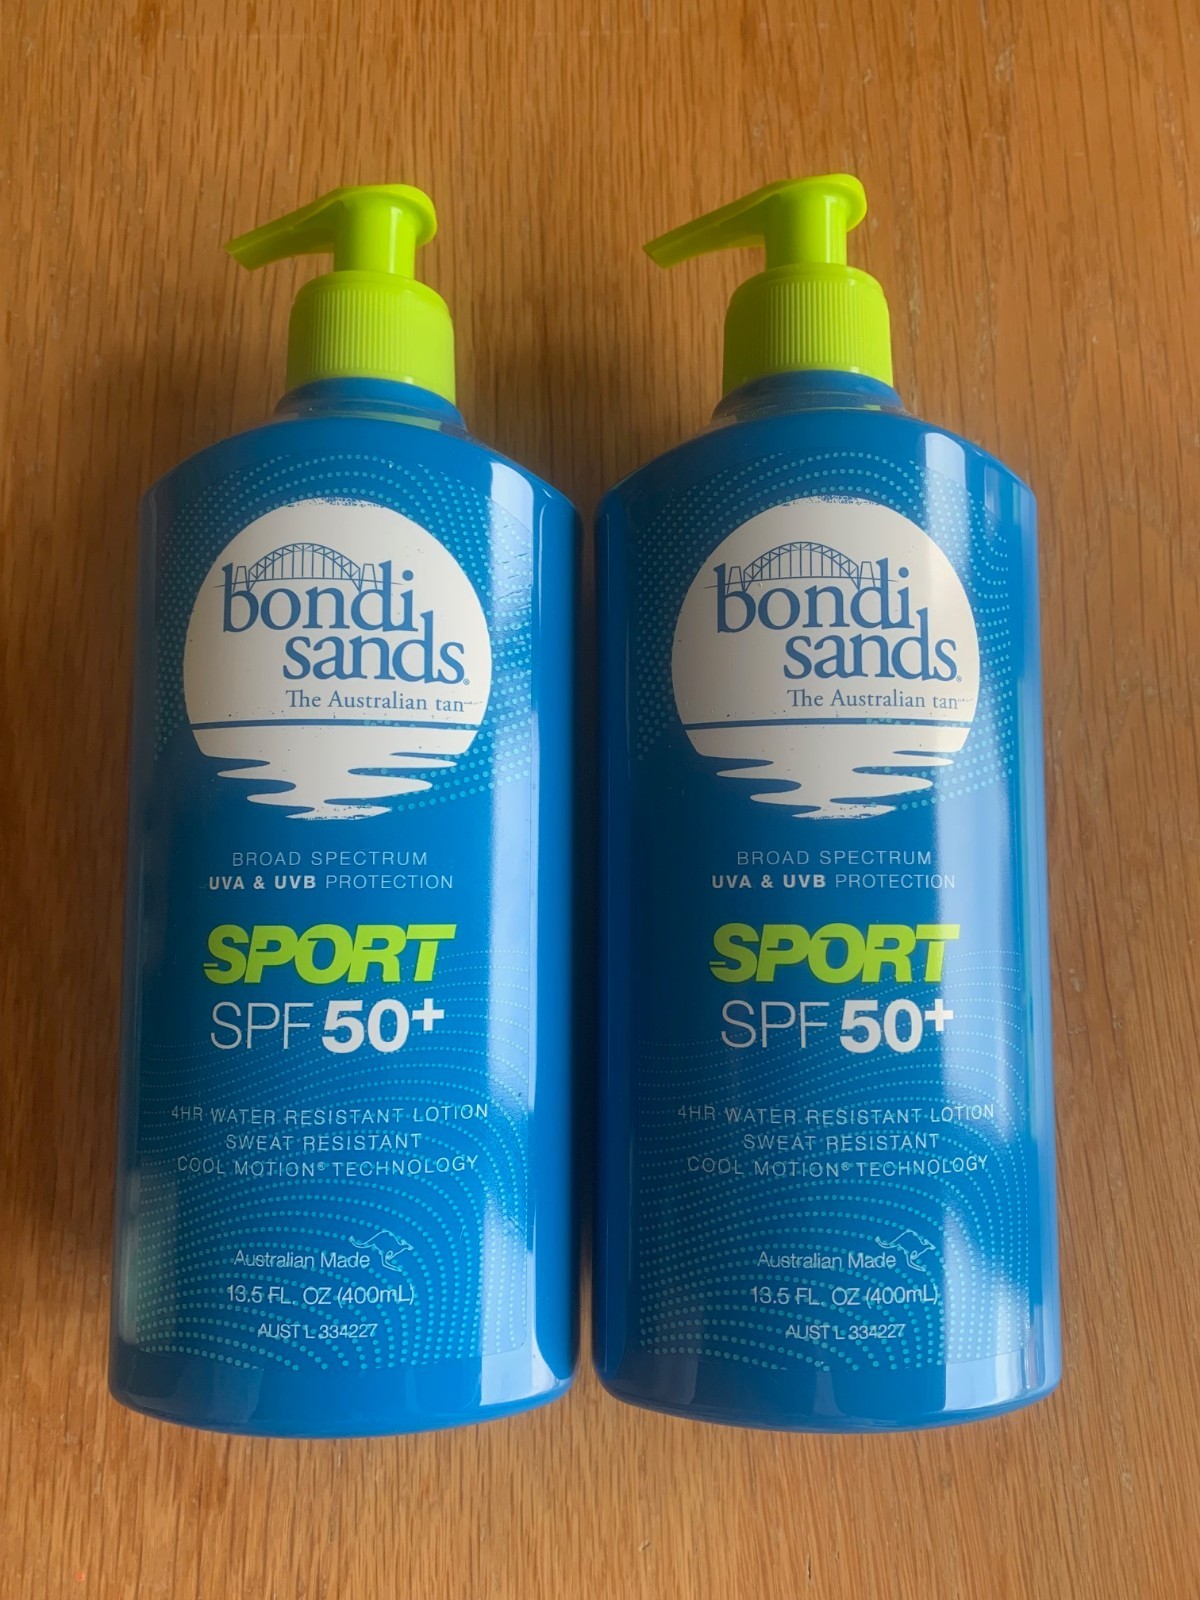 bondi
sands®
The Australian tan
BROAD SPECTRUM
UVA & UVB PROTECTION
SPORT
SPF 50+
4HR WATER RESISTANT LOTION
SWEAT RESISTANT
COOL MOTION® TECHNOLOGY
Australian Made
13.5 FL. OZ (400mL)
AUST L 334227
bondi
sands®
The Australian tan
BROAD SPECTRUM
UVA & UVB PROTECTION
SPORT
SPF 50+
4HR WATER RESISTANT LOTION
SWEAT RESISTANT
COOL MOTION® TECHNOLOGY
Australian Made
13.5 FL. OZ (400mL)
AUST L 334227